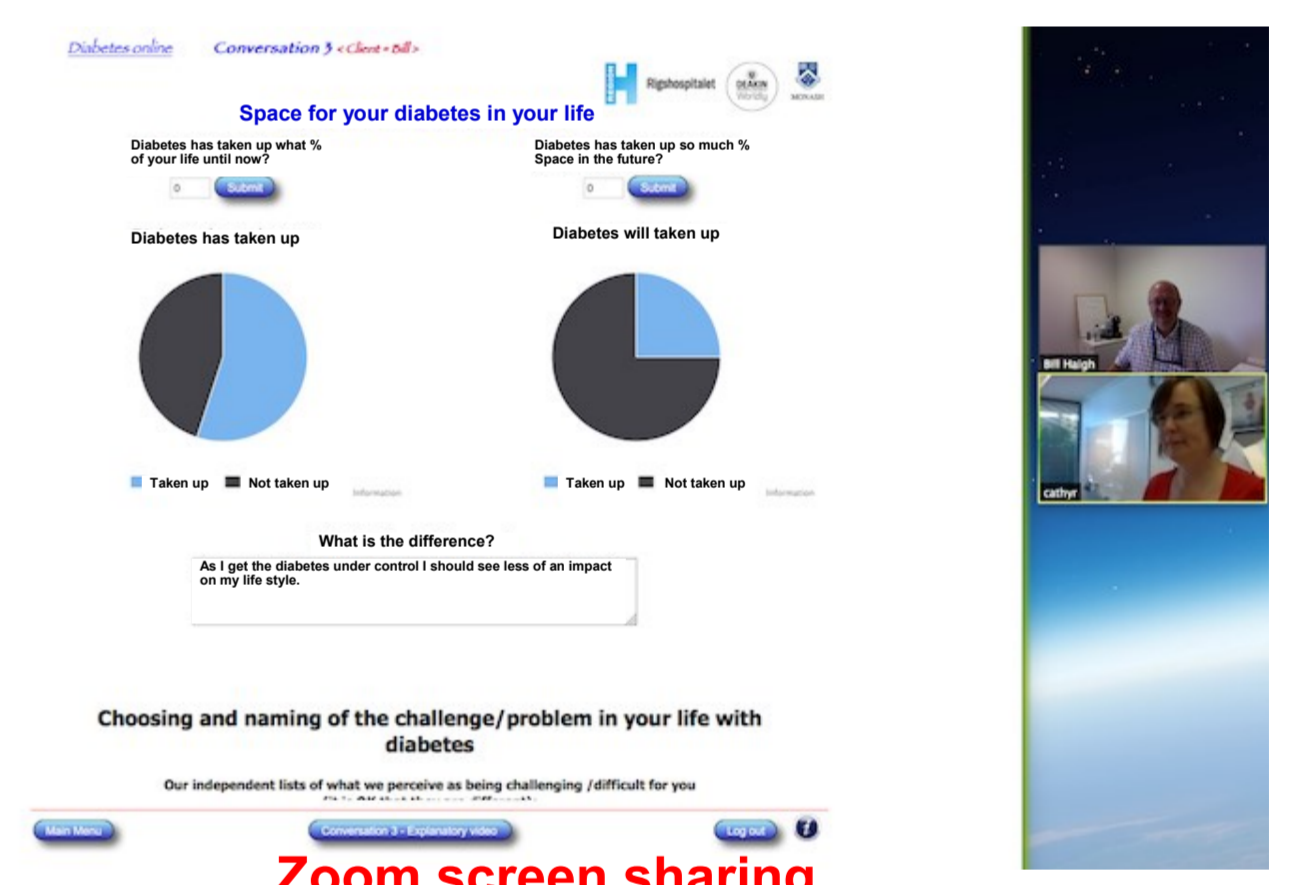 Diabetes online
Conversation 3 < Client = Bill >
Rigshospitalet
DEAKIN
Worldly
MONASH
Space for your diabetes in your life
Diabetes has taken up what %
of your life until now?
0
Submit
Diabetes has taken up so much %
Space in the future?
0
Submit
Diabetes has taken up
Diabetes will taken up
Taken up
Not taken up
Information
Taken up
Not taken up
Information
What is the difference?
As I get the diabetes under control I should see less of an impact
on my life style.
Choosing and naming of the challenge/problem in your life with
diabetes
Our independent lists of what we perceive as being challenging /difficult for you
Main Menu
Conversation 3 - Explanatory video
Log out
Zoom screen sharing
Bill Haigh
cathyr